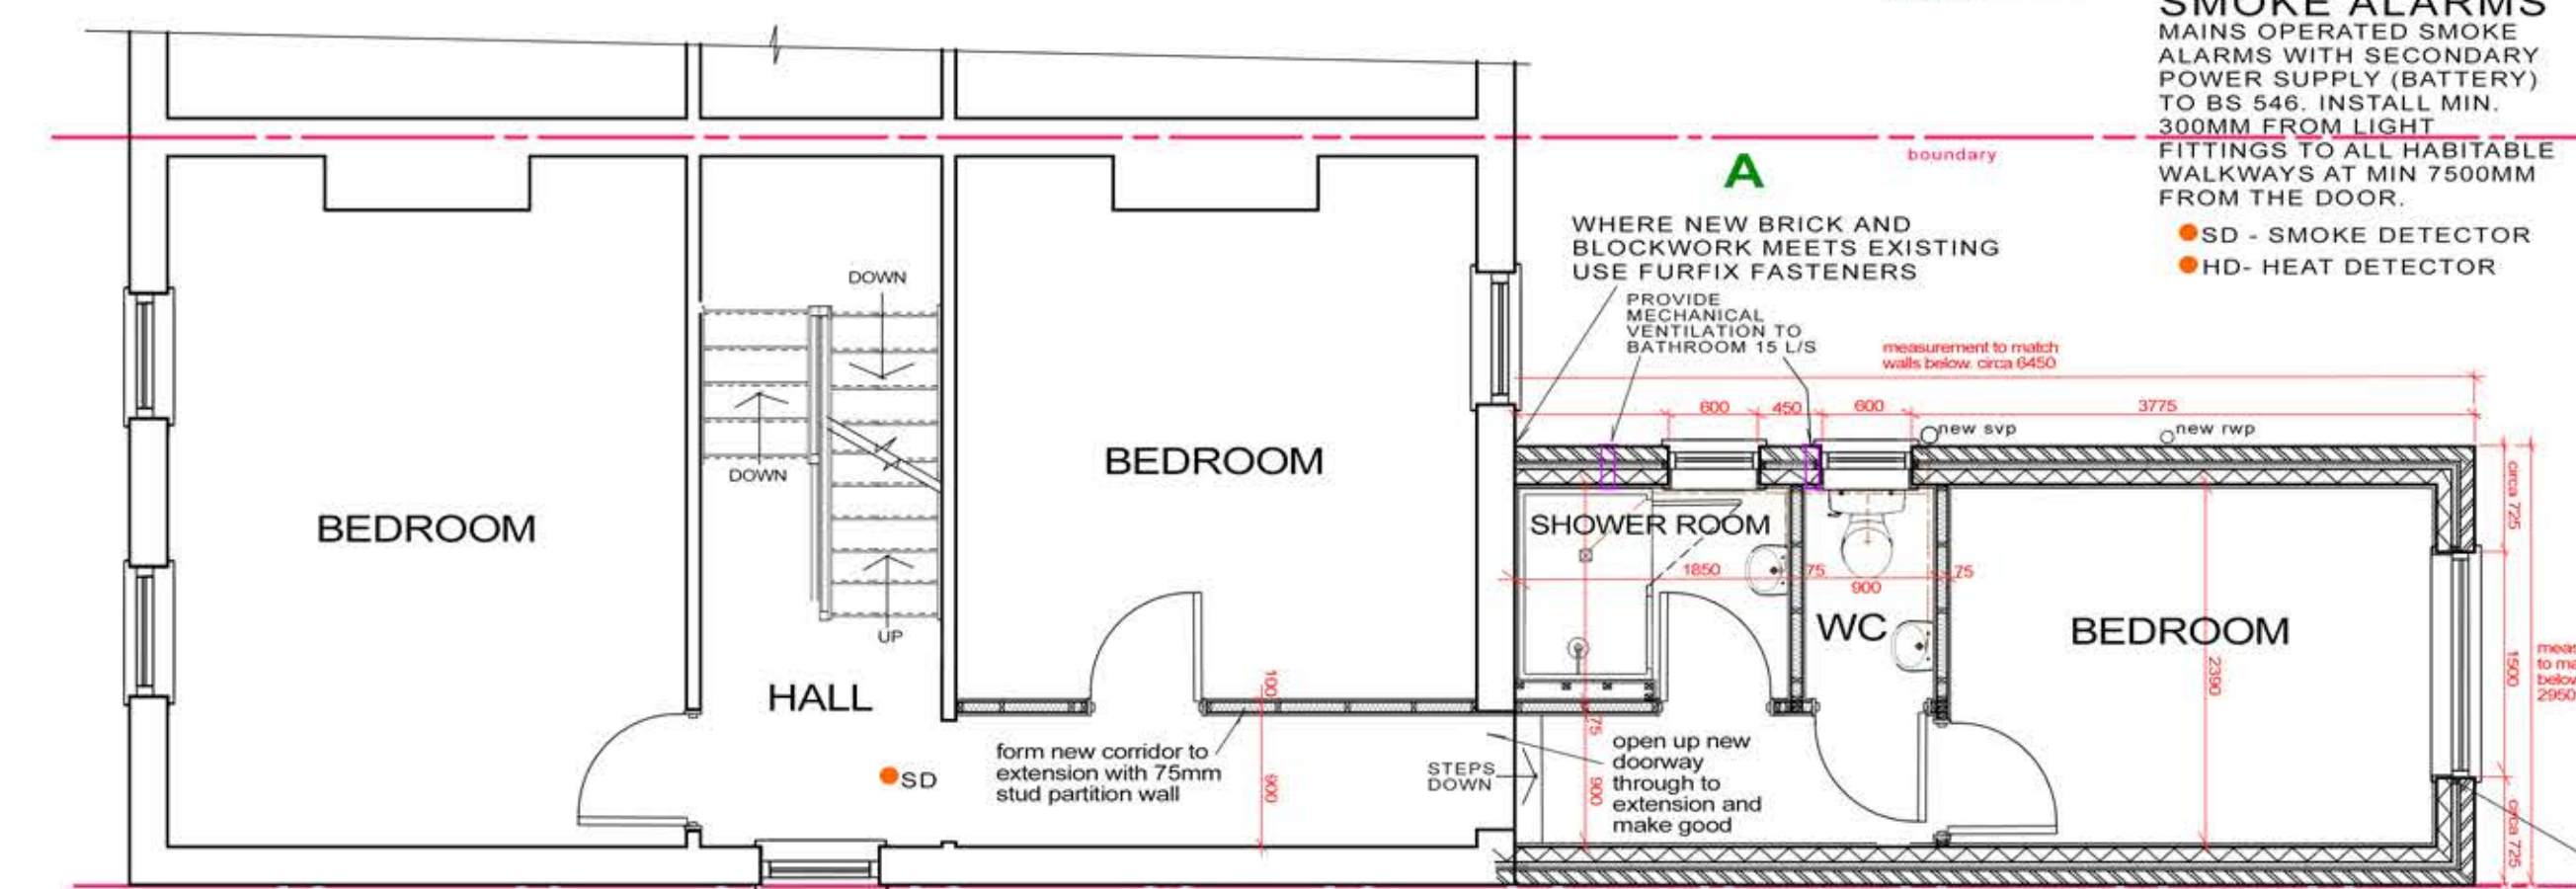 SMOKE ALARMS
MAINS OPERATED SMOKE
ALARMS WITH SECONDARY
POWER SUPPLY (BATTERY)
TO BS 546. INSTALL MIN.
300MM FROM LIGHT
FITTINGS TO ALL HABITABLE
WALKWAYS AT MIN 7500MM
FROM THE DOOR.
SD - SMOKE DETECTOR
HD- HEAT DETECTOR
boundary
A
WHERE NEW BRICK AND
BLOCKWORK MEETS EXISTING
USE FURFIX FASTENERS
PROVIDE
MECHANICAL
VENTILATION TO
BATHROOM 15 L/S
measurement to match
walls below. circa 6450
600
450
600
3775
new svp
new rwp
DOWN
DOWN
UP
BEDROOM
BEDROOM
HALL
SD
form new corridor to
extension with 75mm
stud partition wall
100
900
STEPS
DOWN
open up new
doorway
through to
extension and
make good
75
900
SHOWER ROOM
1850
75
900
75
WC
BEDROOM
2390
circa 725
1500
circa 725
below
2950